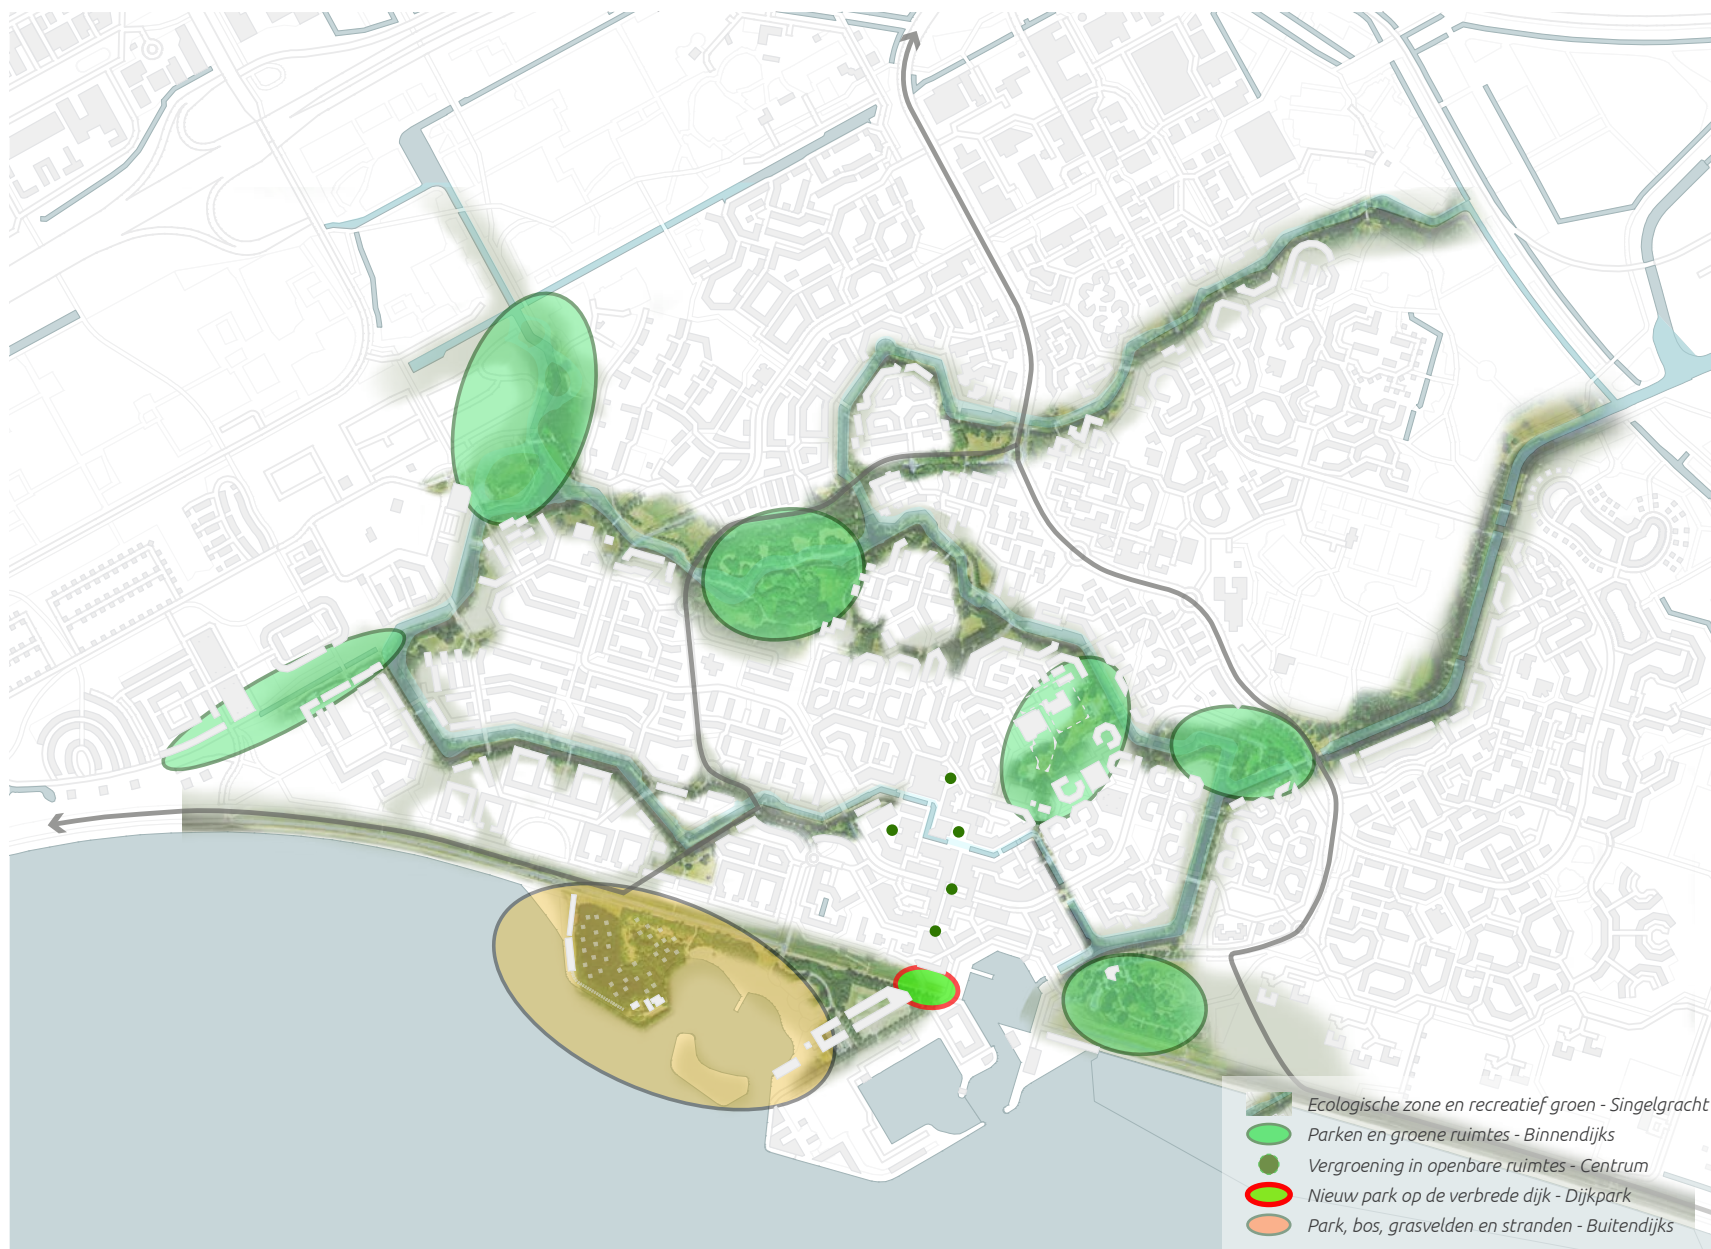 Ecologische zone en recreatief groen - Singelgracht
Parken en groene ruimtes - Binnendijks
Vergroening in openbare ruimtes - Centrum
Nieuw park op de verbrede dijk - Dijkpark
Park, bos, grasvelden en stranden - Buitendijks